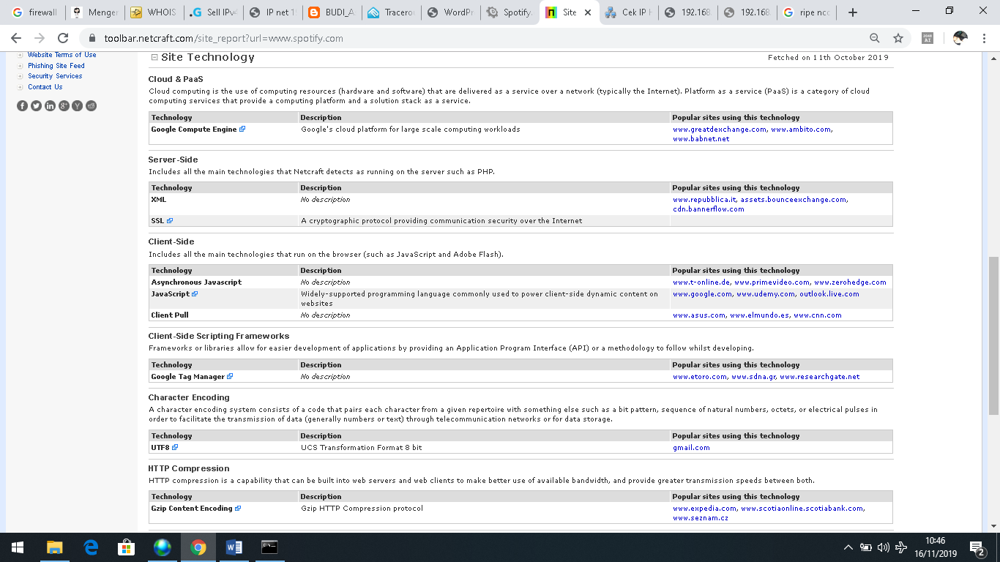 firewall
Menger
WHOIS
Sell IPv4
IP net 1
BUDI_A
Tracerou
WordPr
Spotify.
Site
Cek IP H
192.168
192.168
ripe ncc
toolbar.netcraft.com/site_report?url=www.spotify.com
Website Terms of Use
Phishing Site Feed
Security Services
Contact Us
Site Technology
Fetched on 11th October 2019
Cloud & PaaS
Cloud computing is the use of computing resources (hardware and software) that are delivered as a service over a network (typically the Internet). Platform as a service (PaaS) is a category of cloud
computing services that provide a computing platform and a solution stack as a service.
Technology Description Popular sites using this technology
Google Compute Engine Google's cloud platform for large scale computing workloads www.greatdexchange.com, www.ambito.com,
www.babnet.net
Server-Side
Includes all the main technologies that Netcraft detects as running on the server such as PHP.
Technology Description Popular sites using this technology
XML No description www.repubblica.it, assets.bounceexchange.com,
cdn.bannerflow.com
SSL A cryptographic protocol providing communication security over the Internet
Client-Side
Includes all the main technologies that run on the browser (such as JavaScript and Adobe Flash).
Technology Description Popular sites using this technology
Asynchronous Javascript No description www.t-online.de, www.primevideo.com, www.zerohedge.com
JavaScript Widely-supported programming language commonly used to power client-side dynamic content on www.google.com, www.udemy.com, outlook.live.com
websites
Client Pull No description www.asus.com, www.elmundo.es, www.cnn.com
Client-Side Scripting Frameworks
Frameworks or libraries allow for easier development of applications by providing an Application Program Interface (API) or a methodology to follow whilst developing.
Technology Description Popular sites using this technology
Google Tag Manager No description www.etoro.com, www.sdna.gr, www.researchgate.net
Character Encoding
A character encoding system consists of a code that pairs each character from a given repertoire with something else such as a bit pattern, sequence of natural numbers, octets, or electrical pulses in
order to facilitate the transmission of data (generally numbers or text) through telecommunication networks or for data storage.
Technology Description Popular sites using this technology
UTF8 UCS Transformation Format 8 bit gmail.com
HTTP Compression
HTTP compression is a capability that can be built into web servers and web clients to make better use of available bandwidth, and provide greater transmission speeds between both.
Technology Description Popular sites using this technology
Gzip Content Encoding Gzip HTTP Compression protocol www.expedia.com, www.scotiaonline.scotiabank.com,
www.seznam.cz
10:46
16/11/2019
2